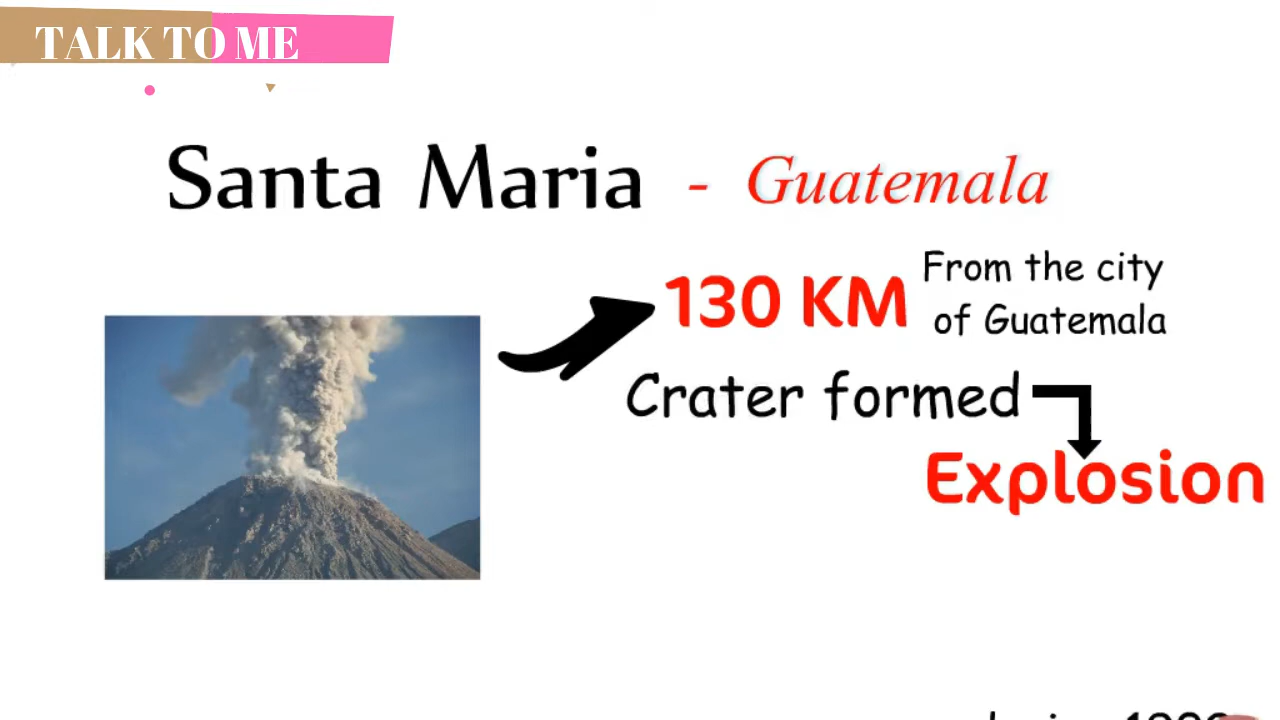 TALK TO ME
Santa Maria - Guatemala
130 KM From the city
of Guatemala
Crater formed
Explosion